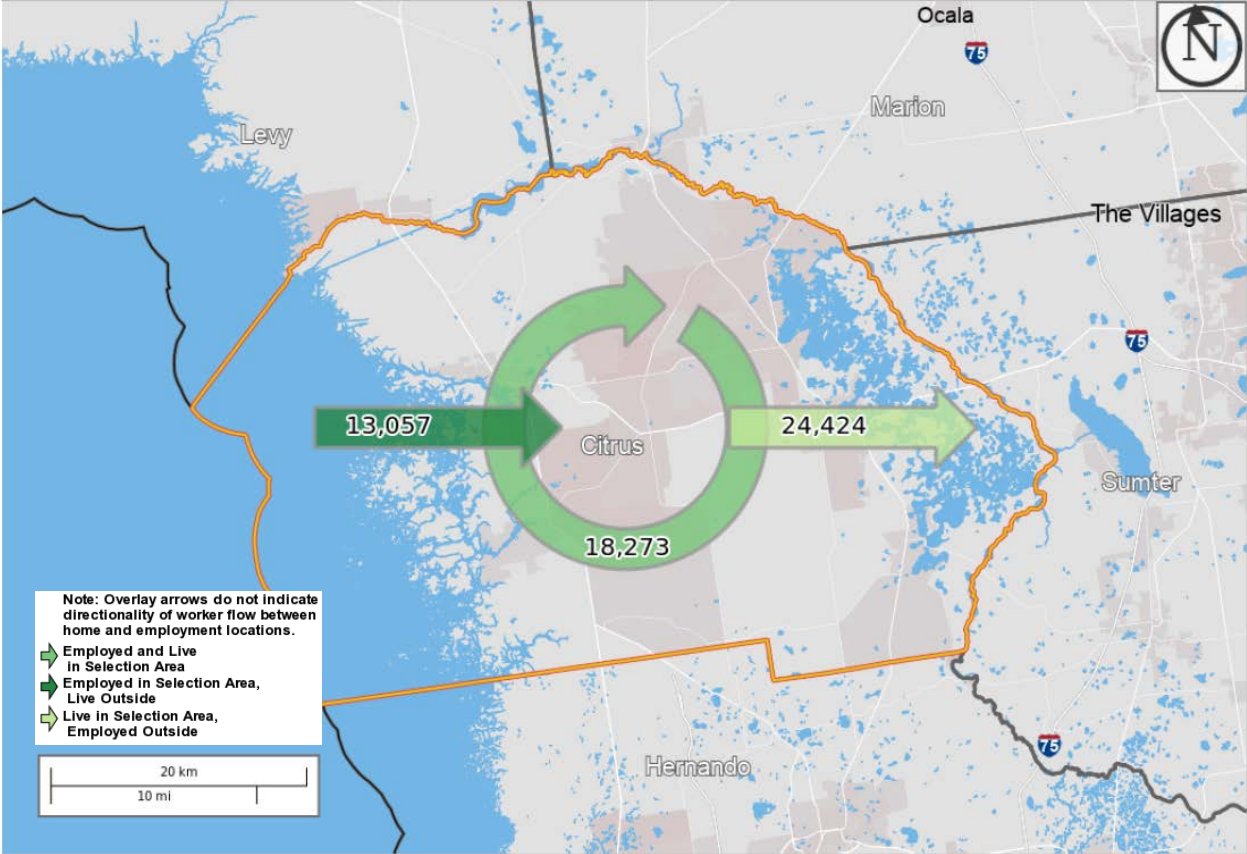 Ocala
N
75
Marion
Levy
The Villages
75
13,057
24,424
Citrus
Sumter
18,273
Note: Overlay arrows do not indicate
directionality of worker flow between
home and employment locations.
Employed and Live
in Selection Area
Employed in Selection Area,
Live Outside
Live in Selection Area,
Employed Outside
75
Hernando
20 km
10 mi